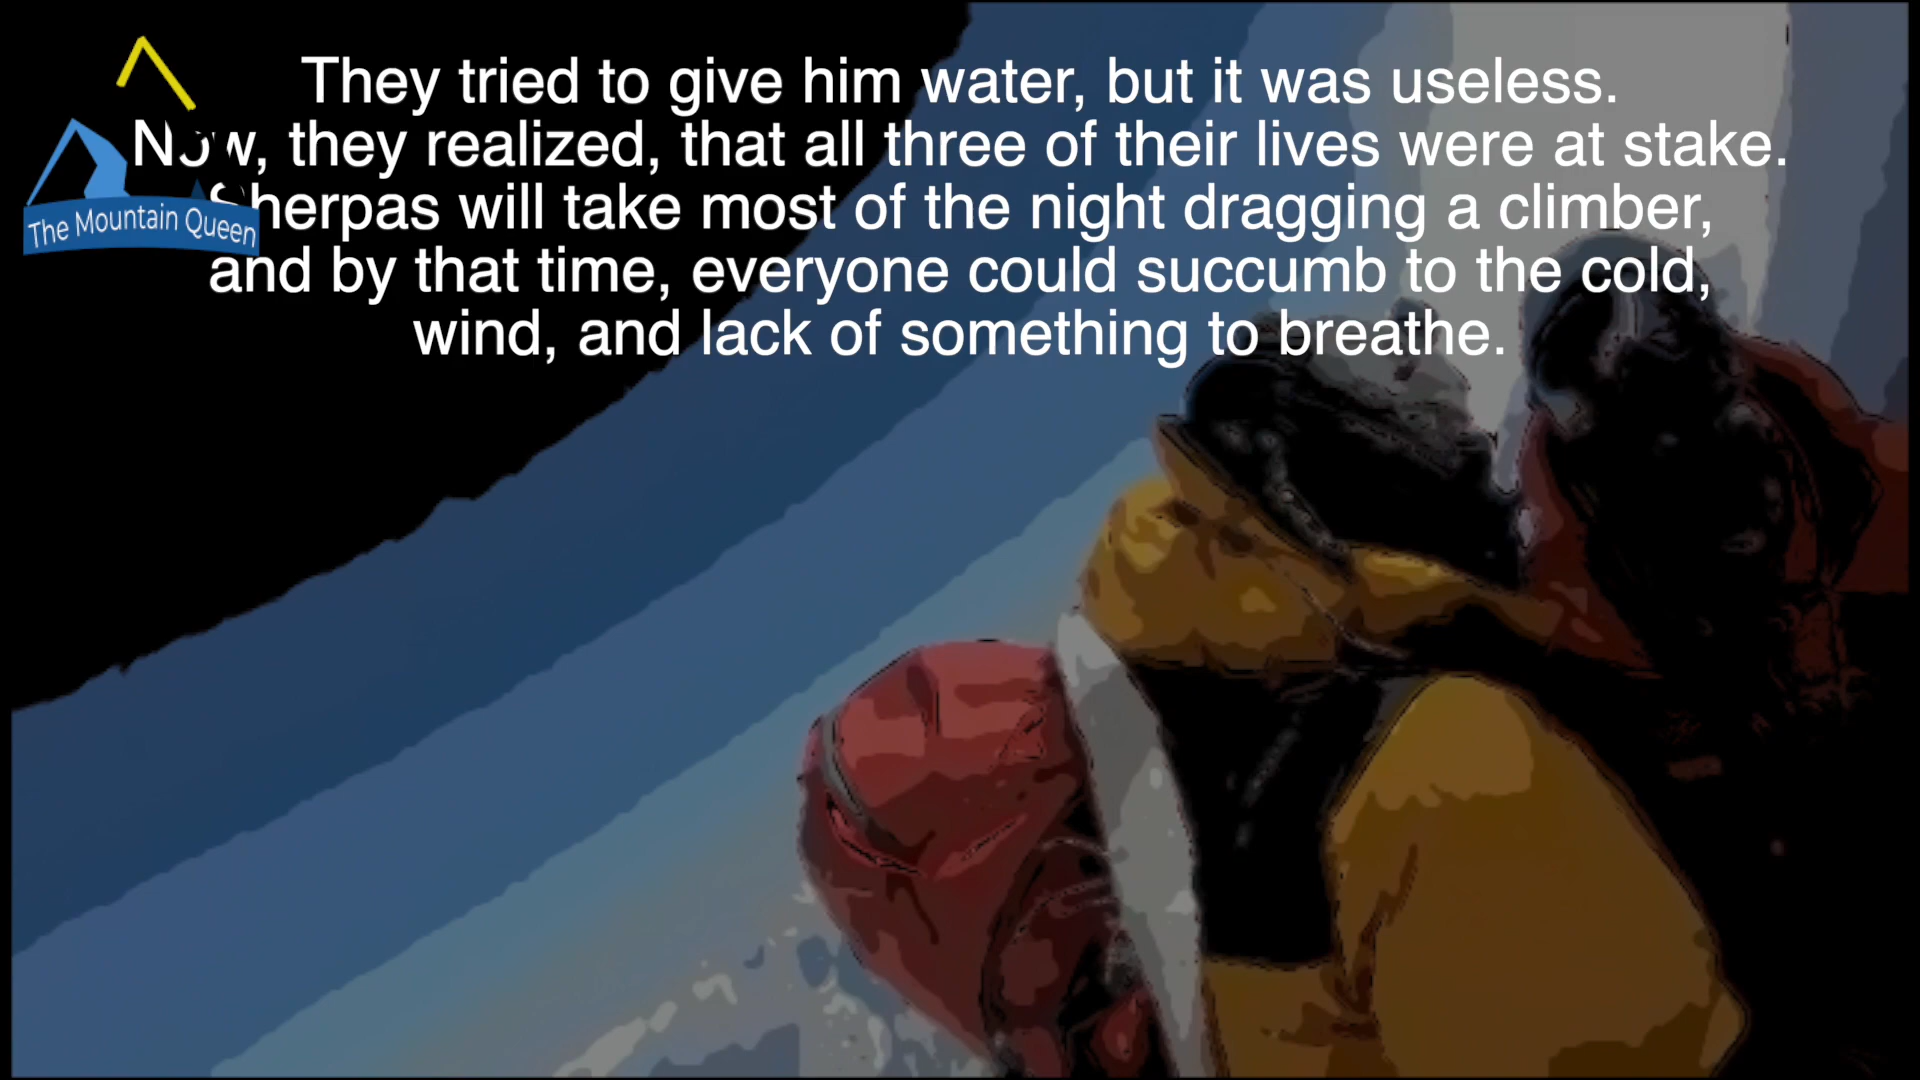 They tried to give him water, but it was useless.
Now, they realized, that all three of their lives were at stake.
Sherpas will take most of the night dragging a climber,
and by that time, everyone could succumb to the cold,
wind, and lack of something to breathe.
The Mountain Queen